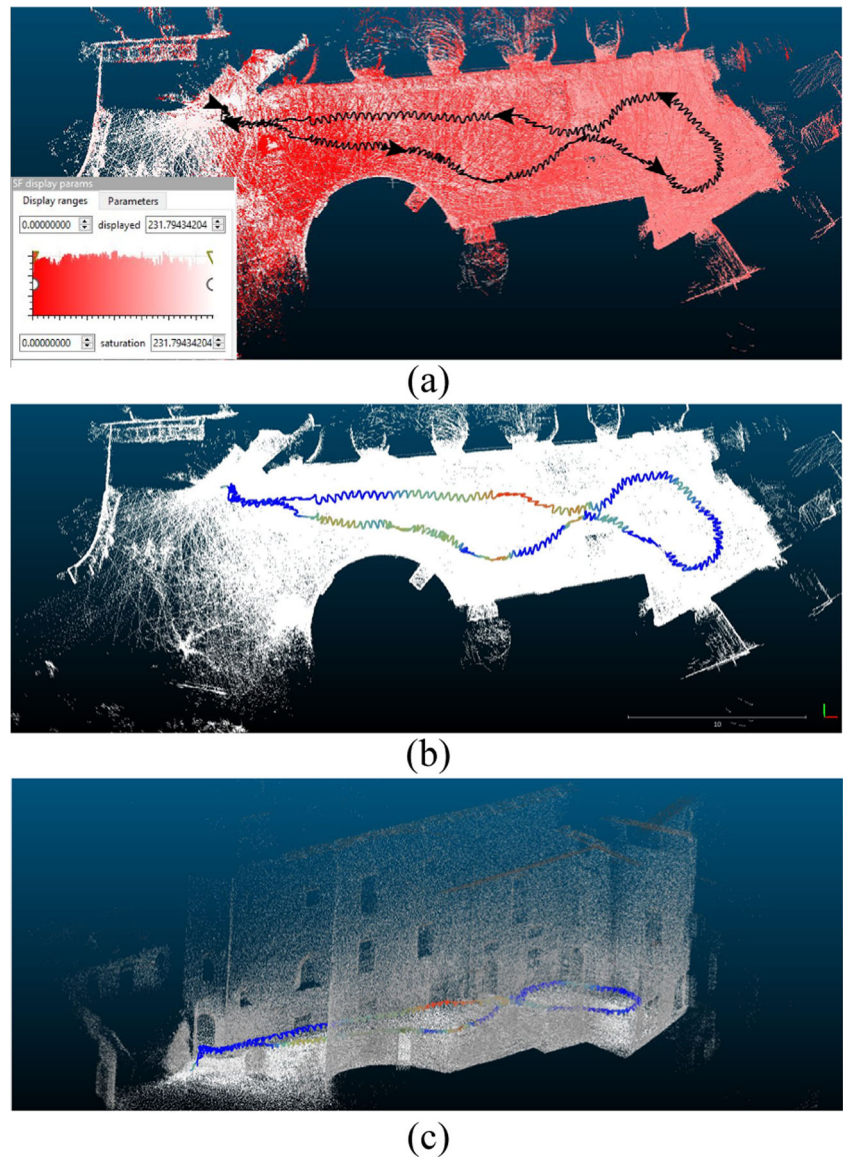 SF display params
Display ranges Parameters
0.00000000 displayed 231.79434204
0.00000000 saturation 231.79434204
(a)
10
(b)
(c)